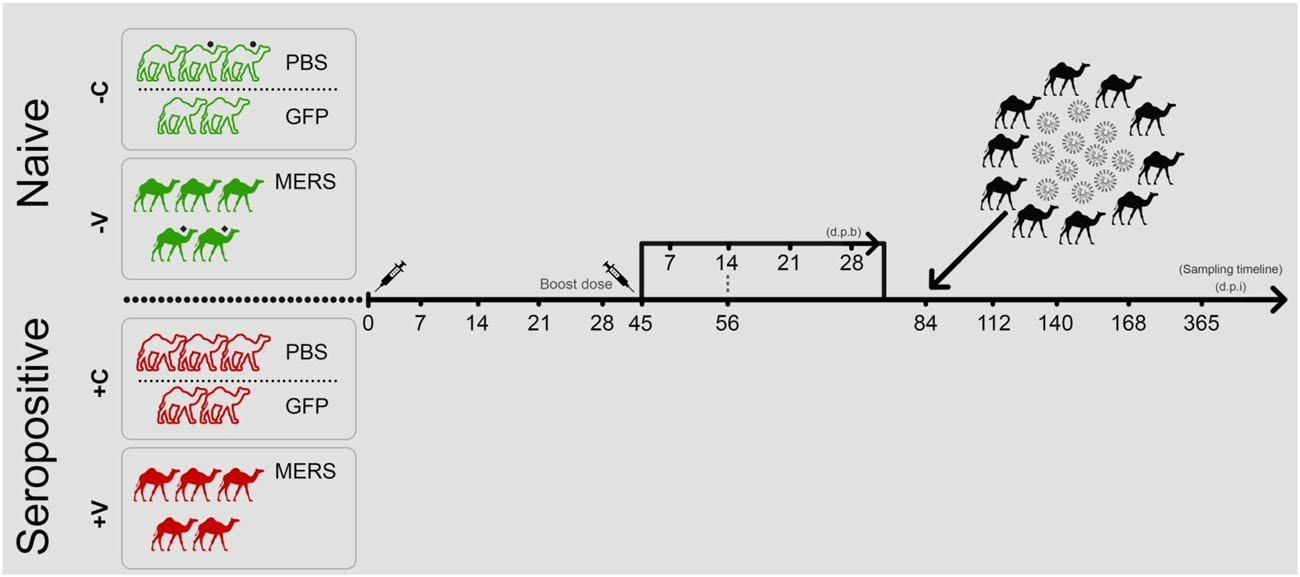 Naive
-C
PBS
GFP
-V
MERS
Seropositive
+C
PBS
GFP
+V
MERS
Boost dose
(d.p.b)
7 14 21 28
(Sampling timeline)
(d.p.i)
0 7 14 21 28 45 56 84 112 140 168 365